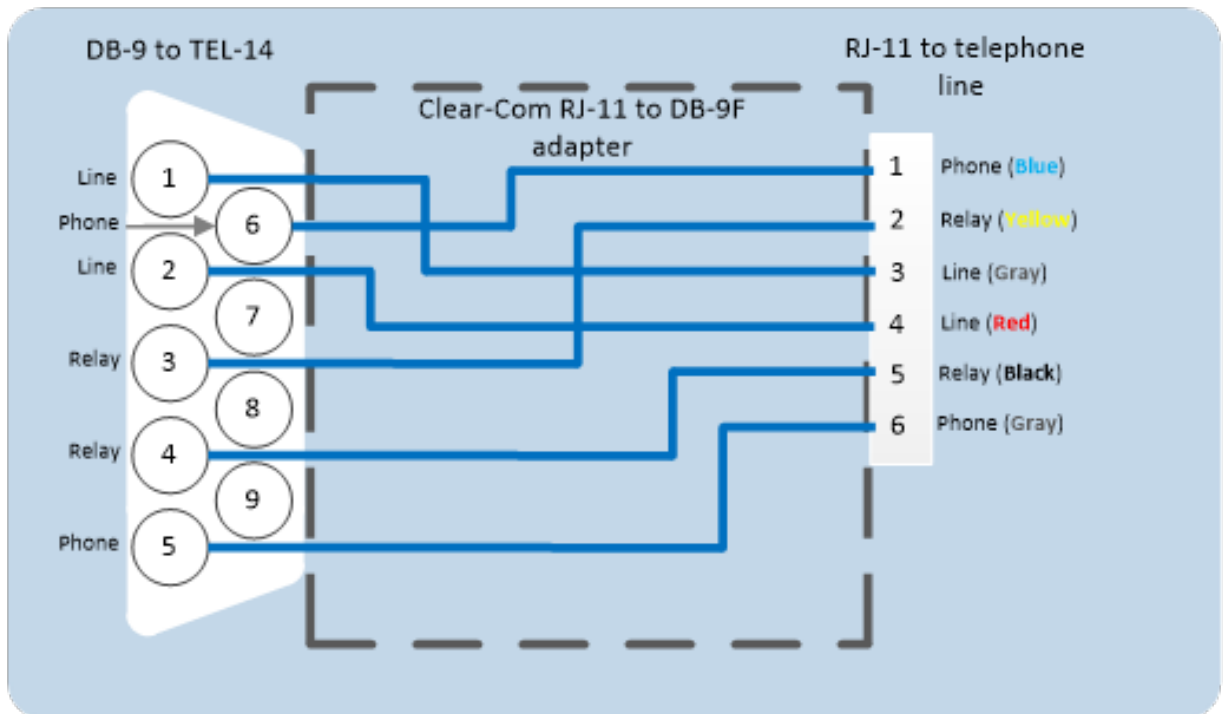 DB-9 to TEL-14
RJ-11 to telephone
line
Clear-Com RJ-11 to DB-9F
adapter
Line
1
Phone
6
Line
2
7
Relay
3
8
Relay
4
9
Phone
5
1
Phone (Blue)
2
Relay (Yellow)
3
Line (Gray)
4
Line (Red)
5
Relay (Black)
6
Phone (Gray)